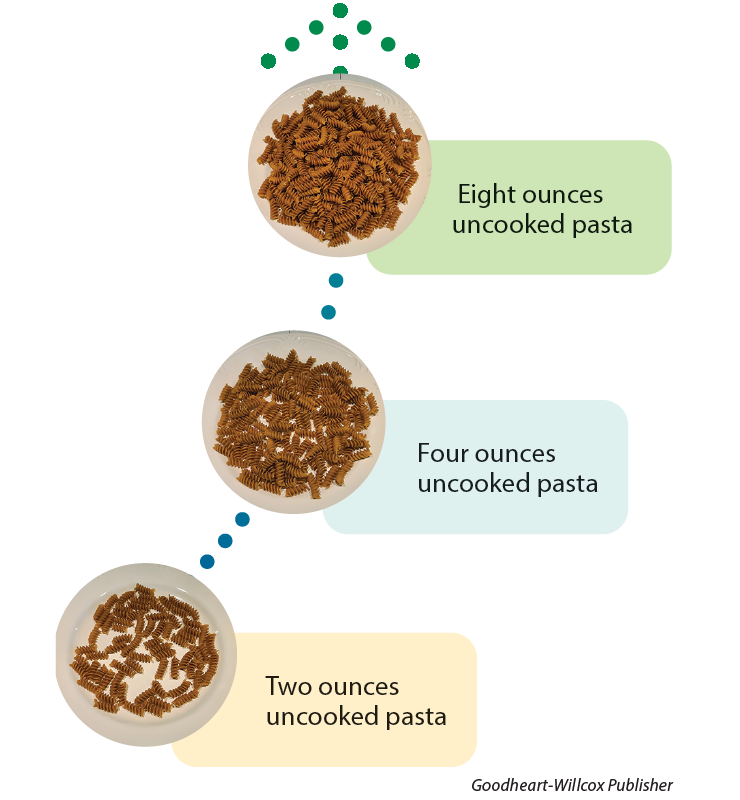 Eight ounces
uncooked pasta
Four ounces
uncooked pasta
Two ounces
uncooked pasta
Goodheart-Willcox Publisher